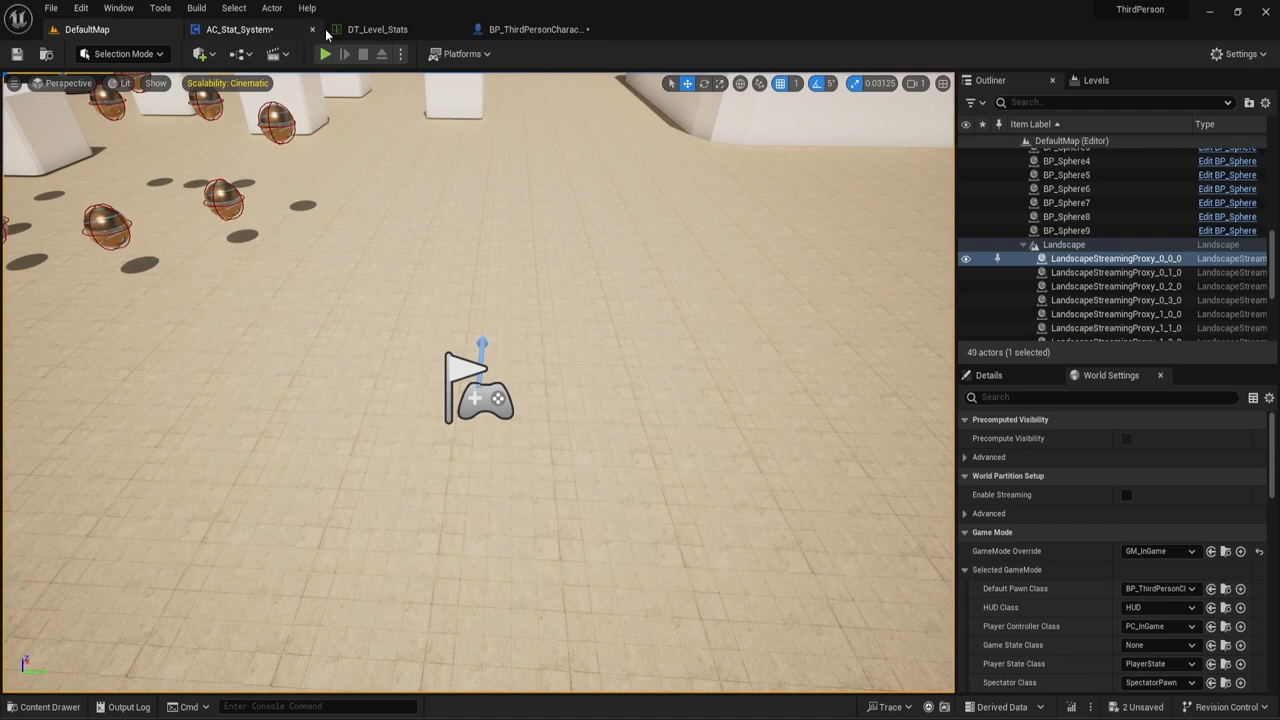 File Edit Window Tools Build Select Actor Help
ThirdPerson
DefaultMap AC_Stat_System* DT_Level_Stats BP_ThirdPersonCharac... •
Selection Mode Platforms Settings
Perspective Lit Show Scalability: Cinematic 1 5° 0.03125 1
Outliner Levels
Search...
Item Label Type
DefaultMap (Editor)
BP_Sphere4 Edit BP_Sphere
BP_Sphere5 Edit BP_Sphere
BP_Sphere6 Edit BP_Sphere
BP_Sphere7 Edit BP_Sphere
BP_Sphere8 Edit BP_Sphere
BP_Sphere9 Edit BP_Sphere
Landscape Landscape
LandscapeStreamingProxy_0_0_0 LandscapeStream
LandscapeStreamingProxy_0_1_0 LandscapeStream
LandscapeStreamingProxy_0_2_0 LandscapeStream
LandscapeStreamingProxy_0_3_0 LandscapeStream
LandscapeStreamingProxy_1_0_0 LandscapeStream
LandscapeStreamingProxy_1_1_0 LandscapeStream
49 actors (1 selected)
Details World Settings
Search
Precomputed Visibility
Precompute Visibility
Advanced
World Partition Setup
Enable Streaming
Advanced
Game Mode
GameMode Override GM_InGame
Selected GameMode
Default Pawn Class BP_ThirdPersonCl
HUD Class HUD
Player Controller Class PC_InGame
Game State Class None
Player State Class PlayerState
Spectator Class SpectatorPawn
Content Drawer Output Log Cmd Enter Console Command Trace Derived Data 2 Unsaved Revision Control